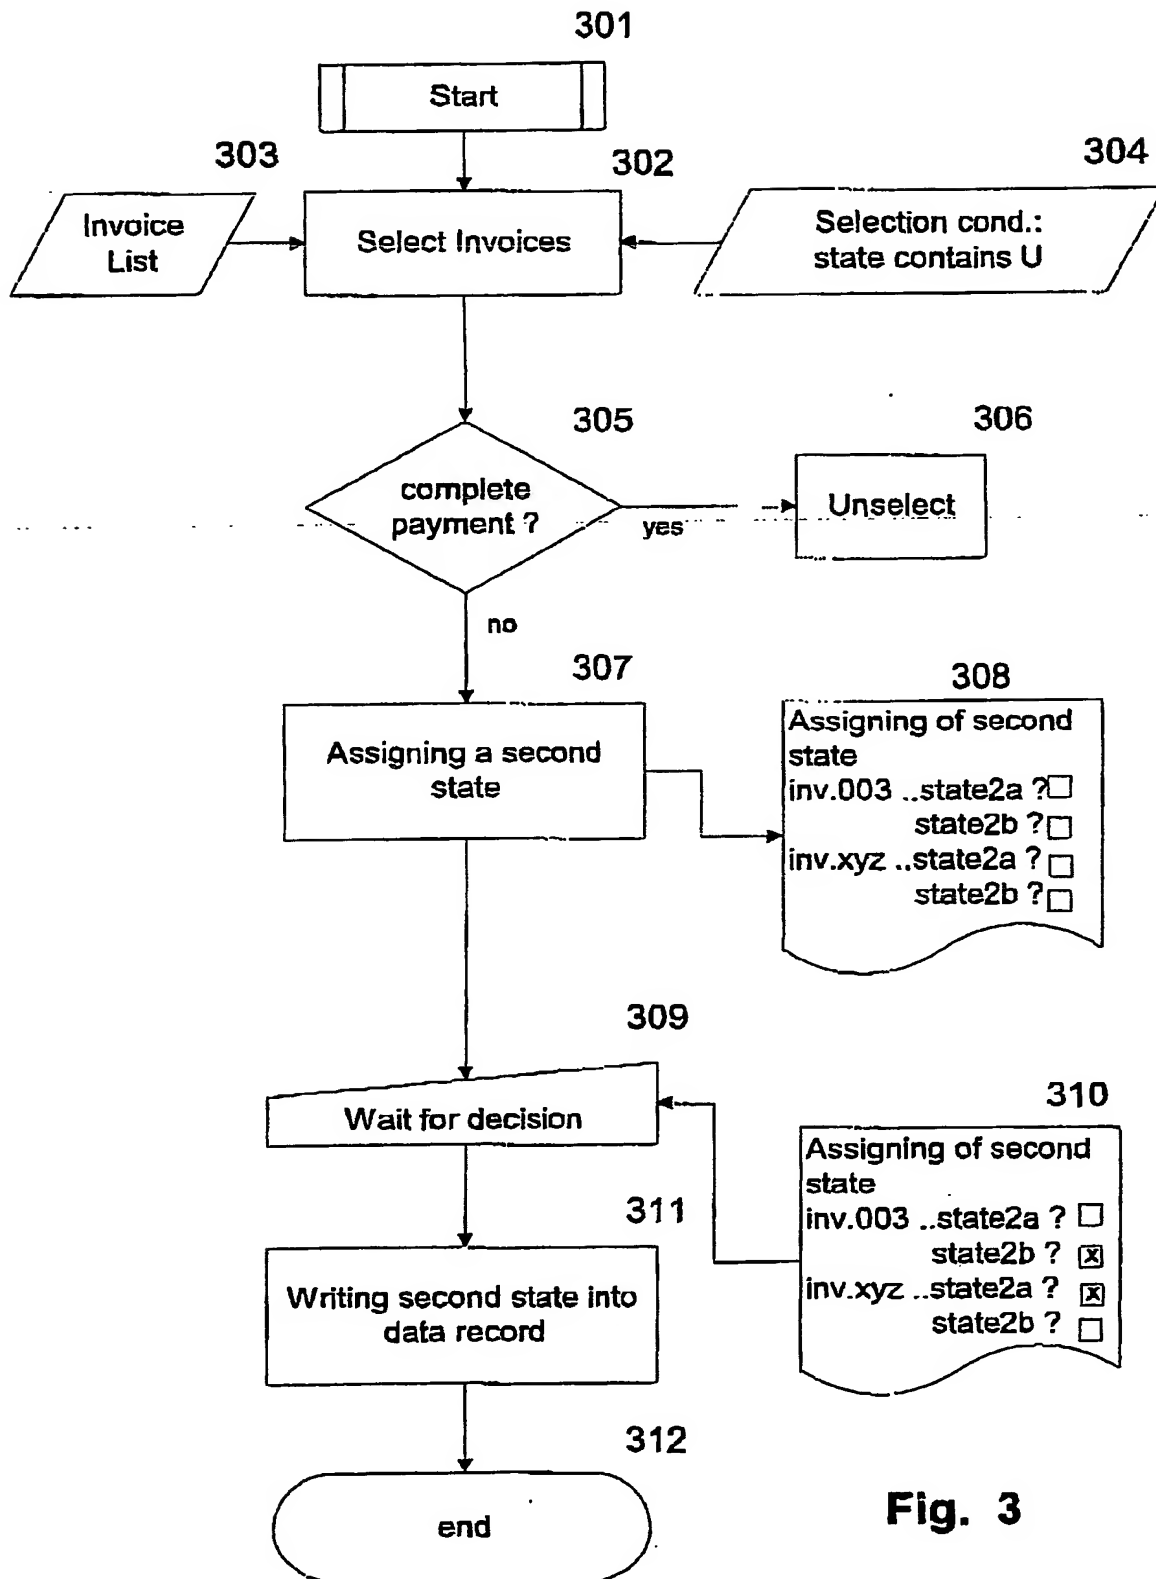 301
Start
303
302
304
Invoice
List
Select Invoices
Selection cond.:
state contains U
305
306
complete
payment ?
yes
Unselect
no
307
308
Assigning a second
state
Assigning of second
state
inv.003 ..state2a ?
state2b ?
inv.xyz ..state2a ?
state2b ?
309
Wait for decision
310
Assigning of second
state
inv.003 ..state2a ?
state2b ? x
inv.xyz ..state2a ? x
state2b ?
311
Writing second state into
data record
312
end
Fig. 3